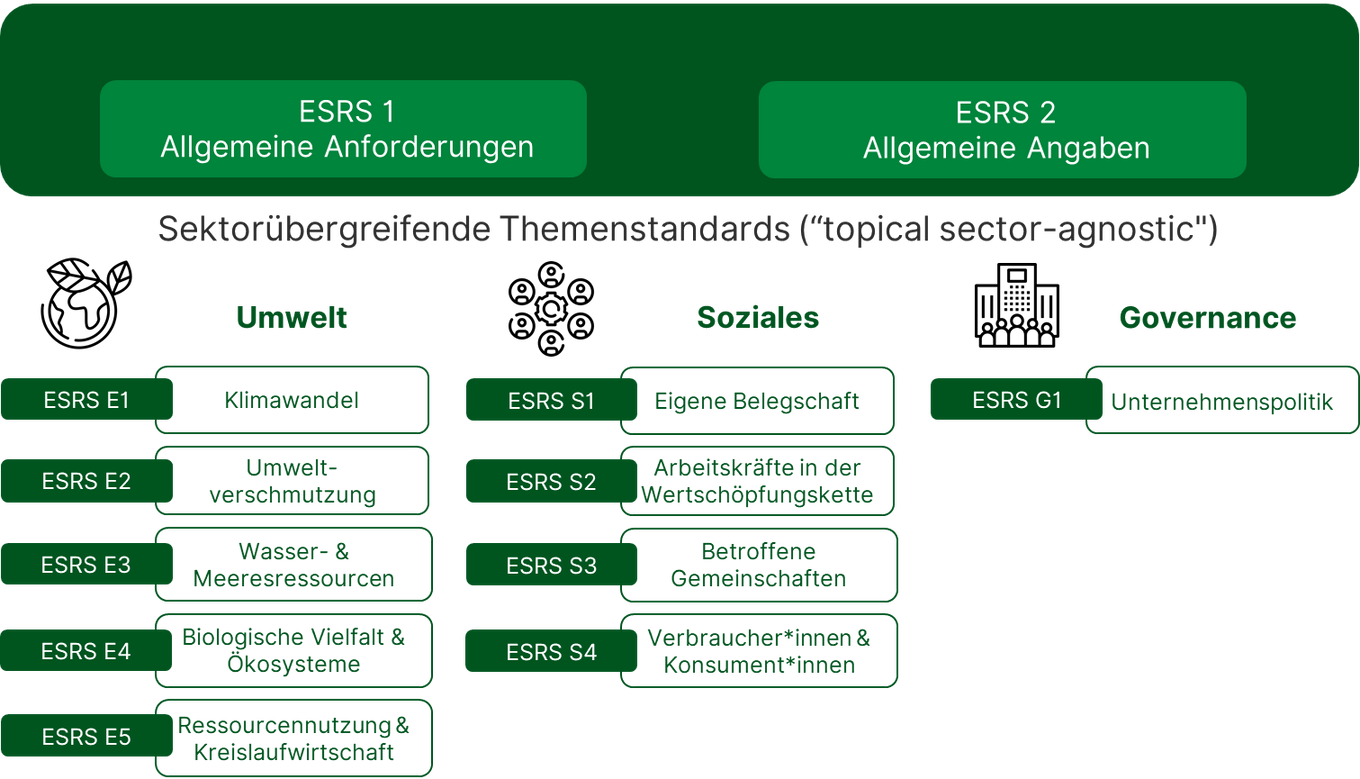 ESRS 1
Allgemeine Anforderungen
ESRS 2
Allgemeine Angaben
Sektorübergreifende Themenstandards (“topical sector-agnostic")
Umwelt
ESRS E1
Klimawandel
ESRS E2
Umwelt-
verschmutzung
ESRS E3
Wasser- &
Meeresressourcen
ESRS E4
Biologische Vielfalt &
Ökosysteme
ESRS E5
Ressourcennutzung &
Kreislaufwirtschaft
Soziales
ESRS S1
Eigene Belegschaft
ESRS S2
Arbeitskräfte in der
Wertschöpfungskette
ESRS S3
Betroffene
Gemeinschaften
ESRS S4
Verbraucher*innen &
Konsument*innen
Governance
ESRS G1
Unternehmenspolitik